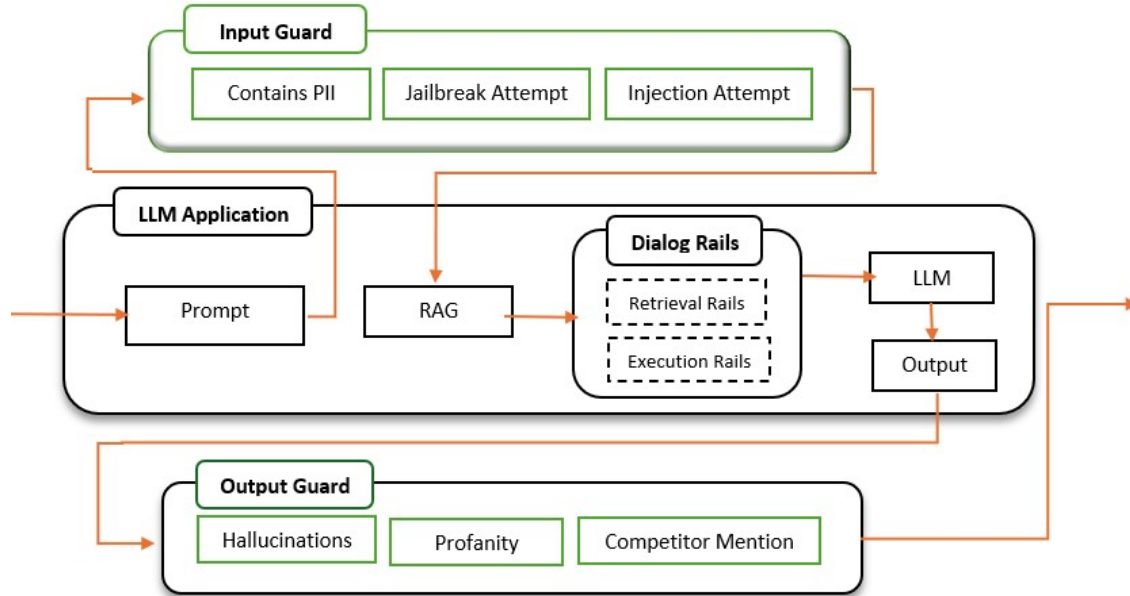 Input Guard
Contains PII
Jailbreak Attempt
Injection Attempt
LLM Application
Prompt
RAG
Dialog Rails
Retrieval Rails
Execution Rails
LLM
Output
Output Guard
Hallucinations
Profanity
Competitor Mention